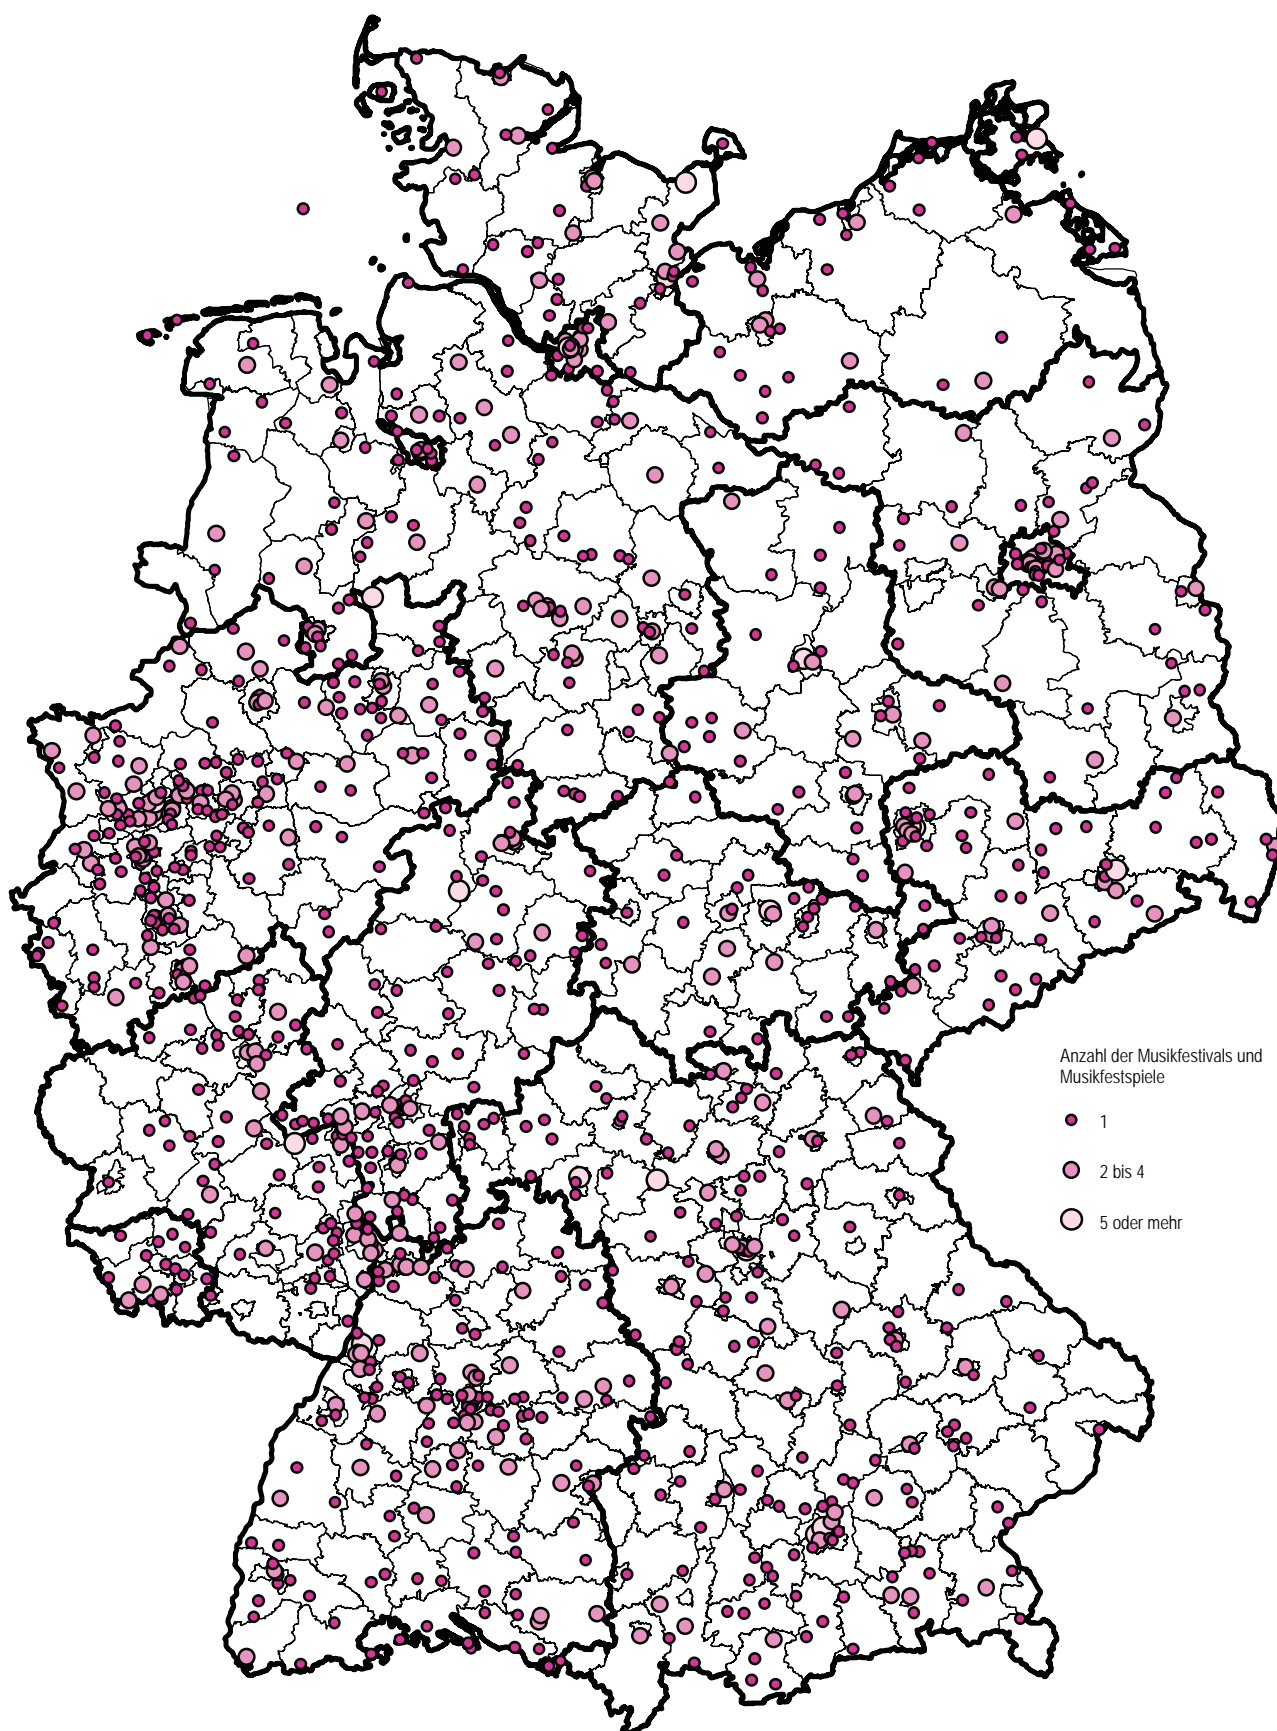 Anzahl der Musikfestivals und
Musikfestspiele
1
2 bis 4
5 oder mehr